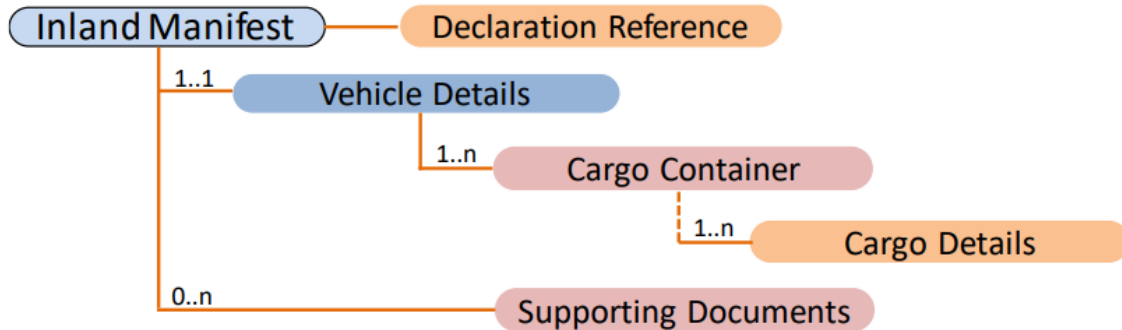 Inland Manifest
Declaration Reference
1..1
Vehicle Details
1..n
Cargo Container
1..n
Cargo Details
0..n
Supporting Documents